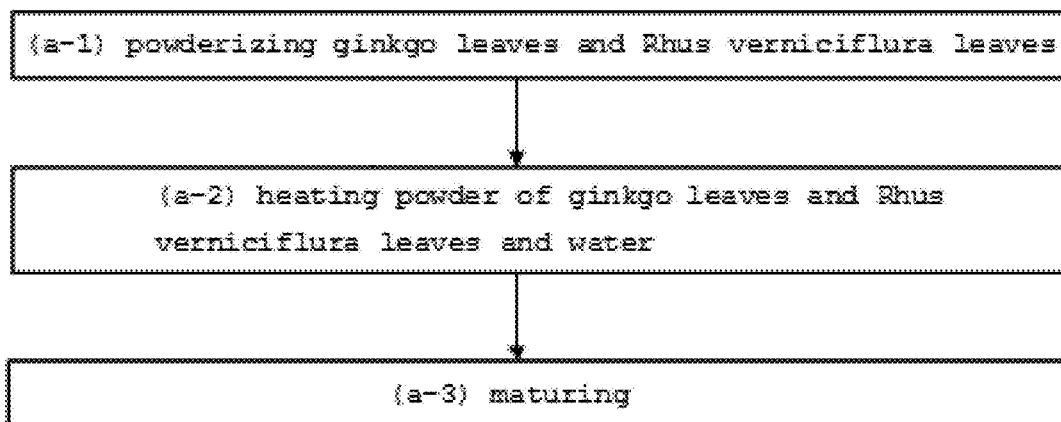 (a-1) powderizing ginkgo leaves and Rhus verniciflura leaves
(a-2) heating powder of ginkgo leaves and Rhus
verniciflura leaves and water
(a-3) maturing